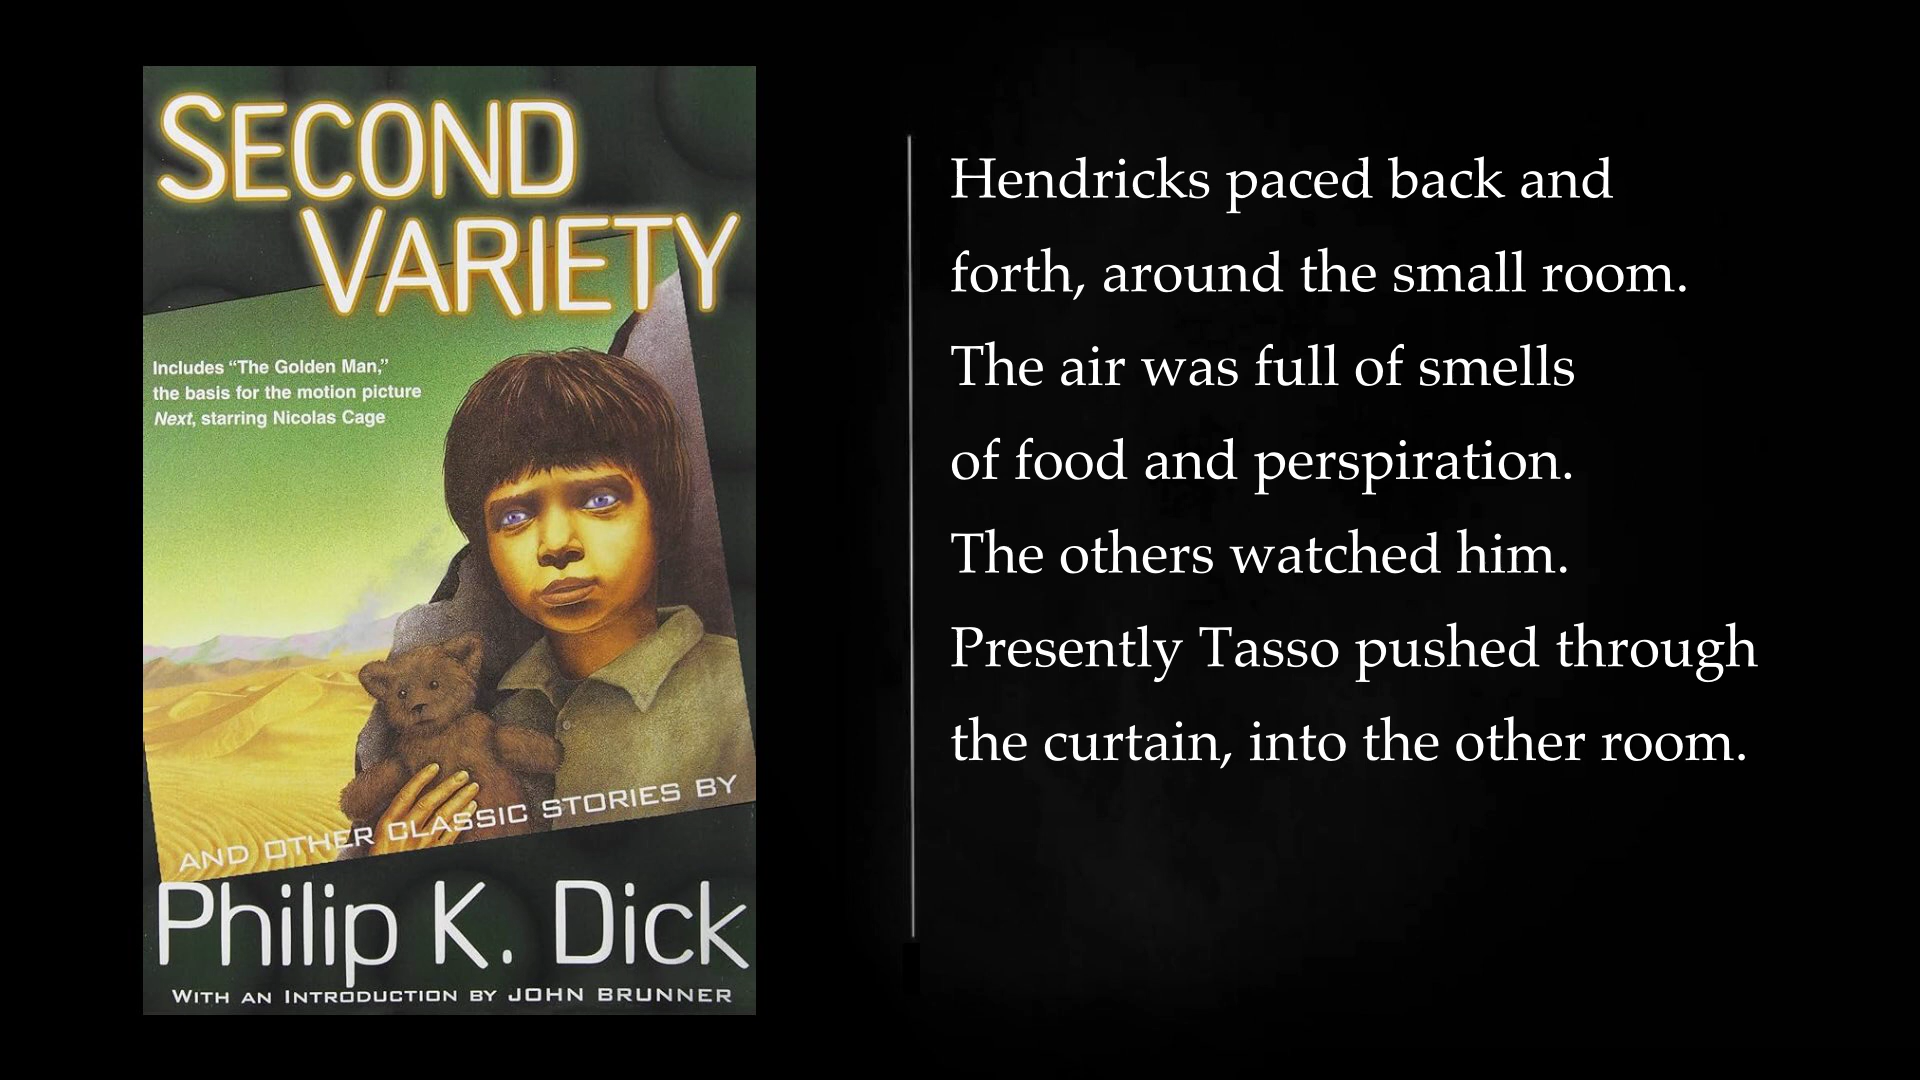 SECOND
VARIETY
Includes “The Golden Man,”
the basis for the motion picture
Next, starring Nicolas Cage
AND OTHER CLASSIC STORIES BY
Philip K. Dick
WITH AN INTRODUCTION BY JOHN BRUNNER
Hendricks paced back and
forth, around the small room.
The air was full of smells
of food and perspiration.
The others watched him.
Presently Tasso pushed through
the curtain, into the other room.